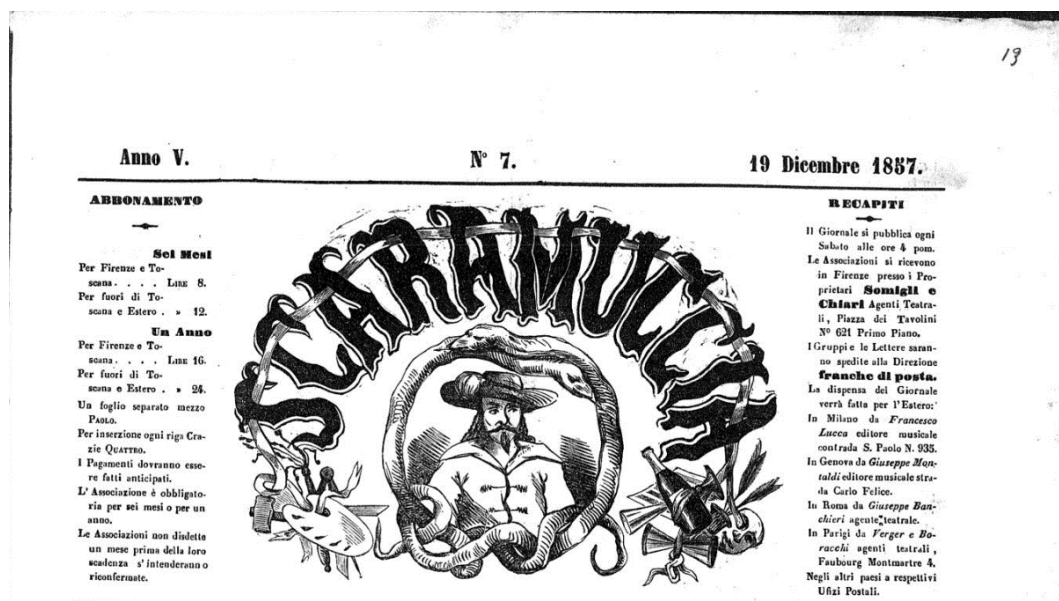 19
Anno V.
N° 7.
19 Dicembre 1857.
ABBONAMENTO
Sei Mesi
Per Firenze e To-
scana. . . . LIRE 8.
Per fuori di To-
scana e Estero . » 12.
Un Anno
Per Firenze e To-
scana. . . . LIRE 16.
Per fuori di To-
scana e Estero . » 24.
Un foglio separato mezzo
PAOLO.
Per inserzione ogni riga Cra-
zie QUATTRO.
I Pagamenti dovranno esse-
re fatti anticipati.
L' Associazione è obbligato-
ria per sei mesi o per un
anno.
Le Associazioni non disdette
un mese prima della loro
scadenza s' intenderanno
riconfermate.
SCARAMUCCIA
RECAPITI
Il Giornale si pubblica ogni
Sabato alle ore 4 pom.
Le Associazioni si ricevono
in Firenze presso i Pro-
prietari Somigli e
Chiari Agenti Teatra-
li, Piazza dei Tavolini
N° 621 Primo Piano.
I Gruppi e le Lettere saran-
no spedite alla Direzione
franche di posta.
La dispensa del Giornale
verrà fatta per l'Estero:
In Milano da Francesco
Lucca editore musicale
contrada S. Paolo N. 935.
In Genova da Giuseppe Mon-
taldi editore musicale stra-
da Carlo Felice.
In Roma da Giuseppe Ban-
chieri agente teatrale.
In Parigi da Verger e Bo-
racchi agenti teatrali,
Faubourg Montmartre 4.
Negli altri paesi a respettivi
Ufizi Postali.